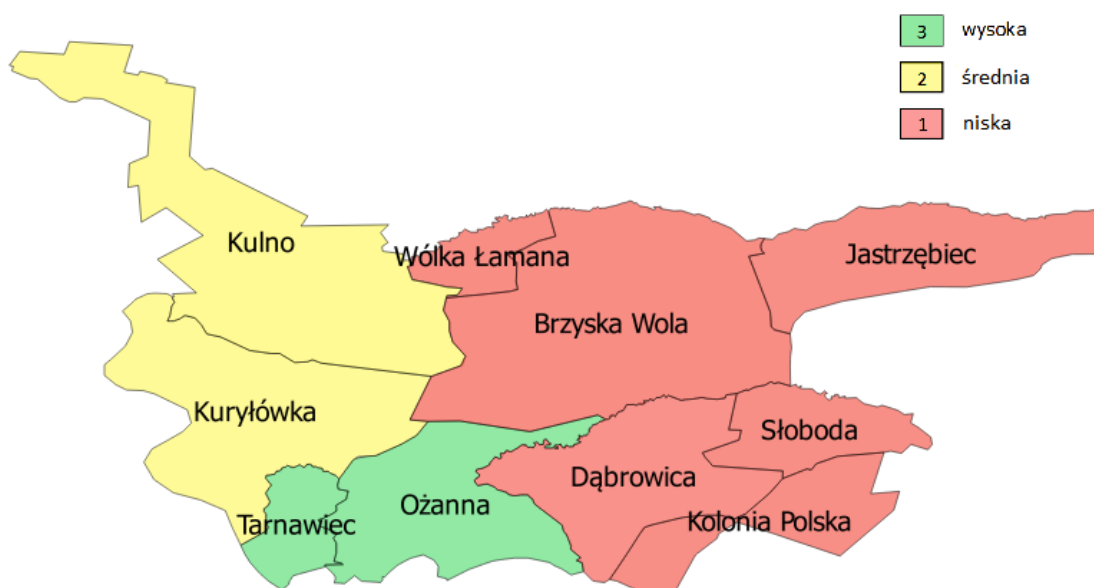 3 wysoka
2 średnia
1 niska
Kulno
Wólka Łamana
Jastrzębiec
Brzyska Wola
Kuryłówka
Słoboda
Dąbrowica
Ożanna
Tarnawiec
Kolonia Polska